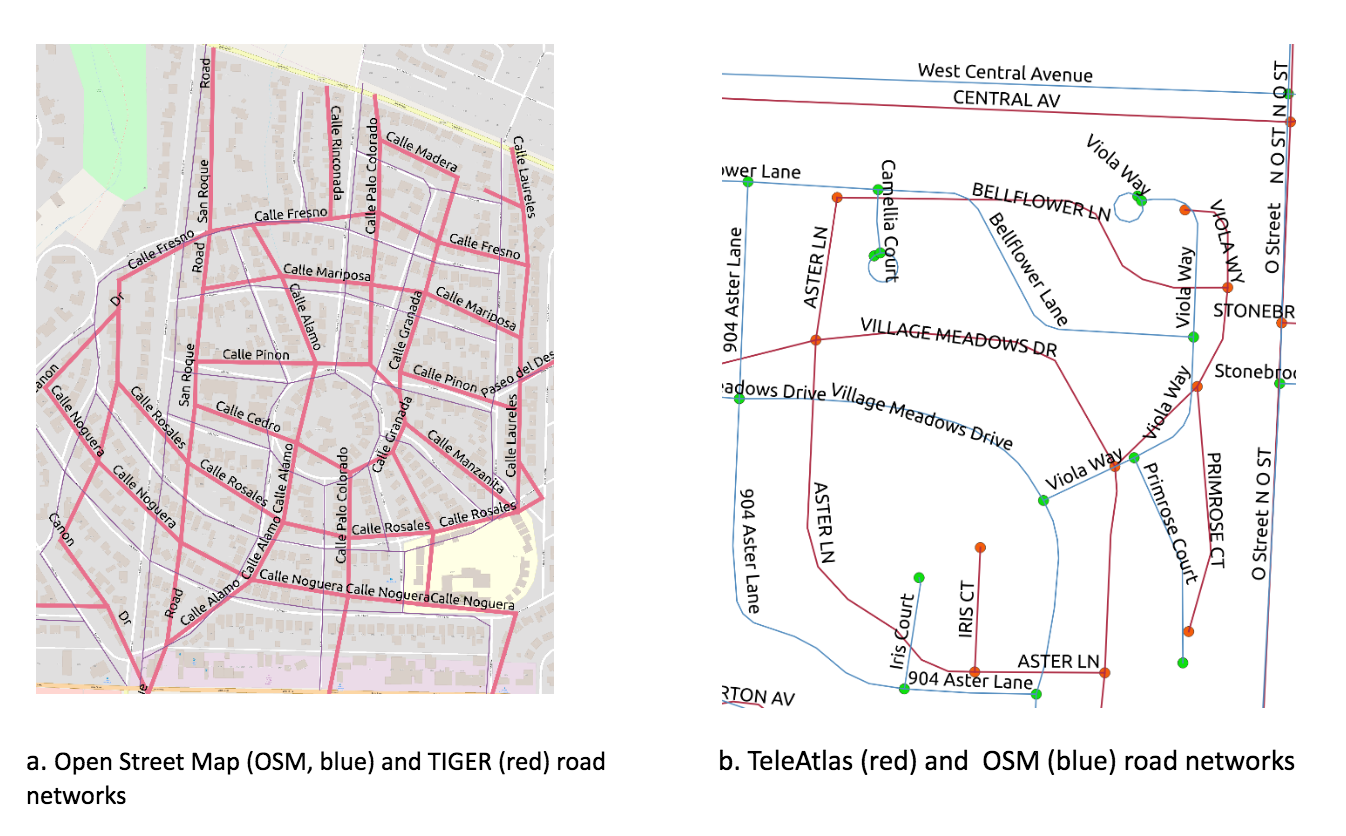 Road
Calle Rinconada
Calle Palo Colorado
Calle Madera
Calle Laureles
San Roque
Calle Fresno
Calle Fresno
Calle Fresno
Road
Calle Mariposa
Calle Mariposa
Dr
Calle Alamo
Calle Granada
Calle Pinon
Calle Pinon
Paseo del Des
anon
San Roque
Calle Noguera
Calle Rosales
Calle Cedro
Calle Granada
Calle Laureles
Calle Manzanita
Calle Rosales
Calle Alamo
Calle Palo Colorado
Calle Noguera
Calle Rosales
Calle Rosales
Canon
Calle Alamo
Calle Noguera
Calle Noguera
Calle Noguera
Road
Calle Alamo
Dr
a. Open Street Map (OSM, blue) and TIGER (red) road
networks
West Central Avenue
CENTRAL AV
N O ST
N O ST
O Street
Viola Way
ower Lane
Camellia Court
BELLFLOWER LN
VIOLA WY
904 Aster Lane
ASTER LN
Bellflower Lane
Viola Way
STONEBR
VILLAGE MEADOWS DR
Stonebroo
eadows Drive
Village Meadows Drive
Viola Way
Viola Way
PRIMROSE CT
Primrose Court
N O ST
O Street
904 Aster Lane
ASTER LN
Iris Court
IRIS CT
ASTER LN
904 Aster Lane
RTON AV
b. TeleAtlas (red) and OSM (blue) road networks